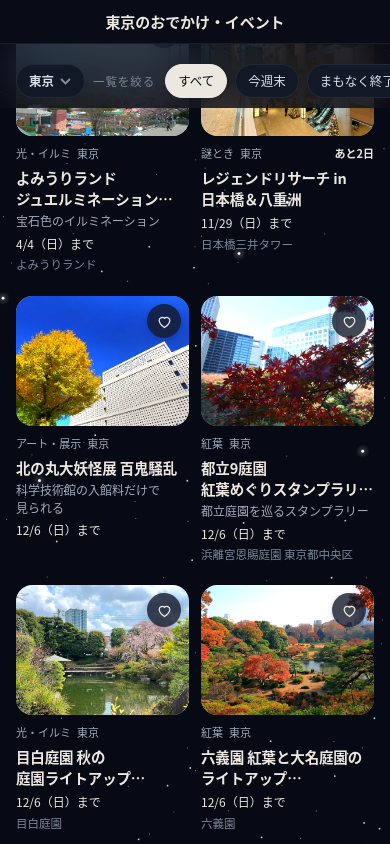 東京のおでかけ・イベント
東京 一覧を絞る すべて 今週末 まもなく終了
光・イルミ 東京
よみうりランド
ジュエルミネーション…
宝石色のイルミネーション
4/4（日）まで
よみうりランド
謎とき 東京 あと2日
レジェンドリサーチ in
日本橋＆八重洲
11/29（日）まで
日本橋三井タワー
アート・展示 東京
北の丸大妖怪展 百鬼騒乱
科学技術館の入館料だけで
見られる
12/6（日）まで
紅葉 東京
都立9庭園
紅葉めぐりスタンプラリ…
都立庭園を巡るスタンプラリー
12/6（日）まで
浜離宮恩賜庭園 東京都中央区
光・イルミ 東京
目白庭園 秋の
庭園ライトアップ…
12/6（日）まで
目白庭園
紅葉 東京
六義園 紅葉と大名庭園の
ライトアップ…
12/6（日）まで
六義園